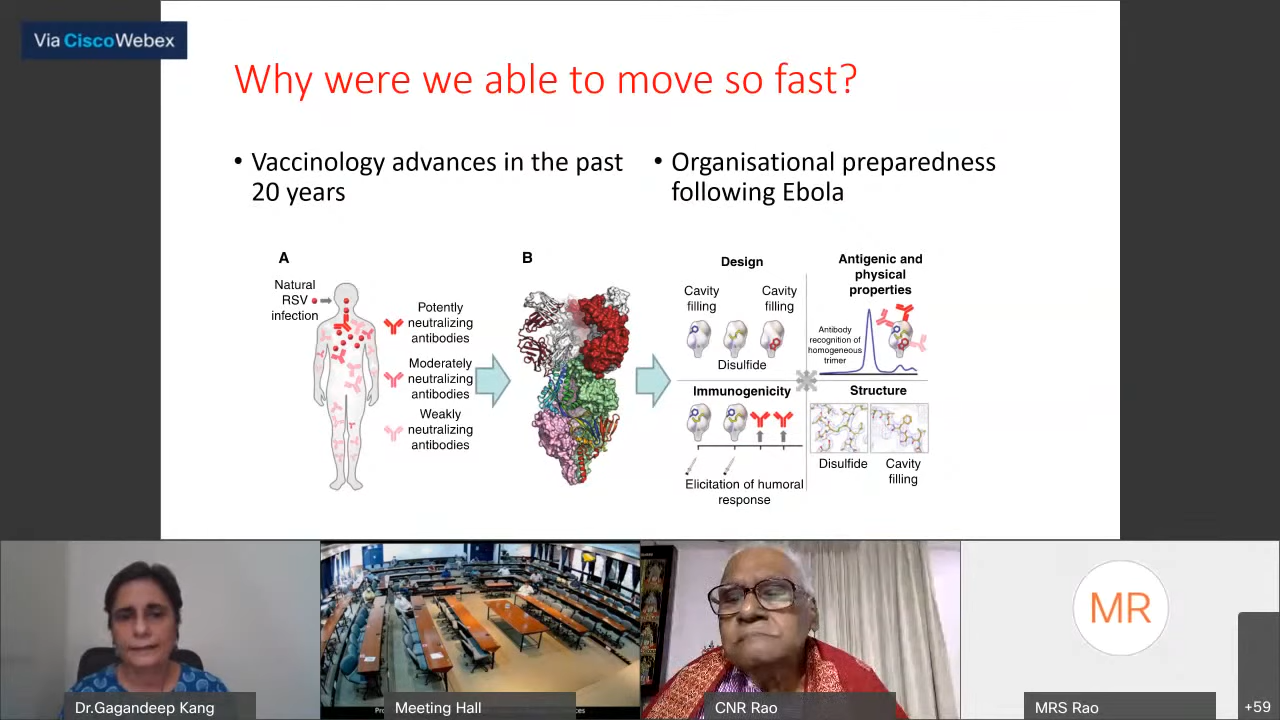 Via CiscoWebex
Why were we able to move so fast?
• Vaccinology advances in the past
20 years
• Organisational preparedness
following Ebola
A
Natural
RSV
infection
Potently
neutralizing
antibodies
Moderately
neutralizing
antibodies
Weakly
neutralizing
antibodies
B
Design
Cavity
filling
Cavity
filling
Disulfide
Antigenic and
physical
properties
Antibody
recognition of
homogeneous
trimer
Immunogenicity
Elicitation of humoral
response
Structure
Disulfide
Cavity
filling
Dr.Gagandeep Kang
Meeting Hall
CNR Rao
MR
MRS Rao
+59